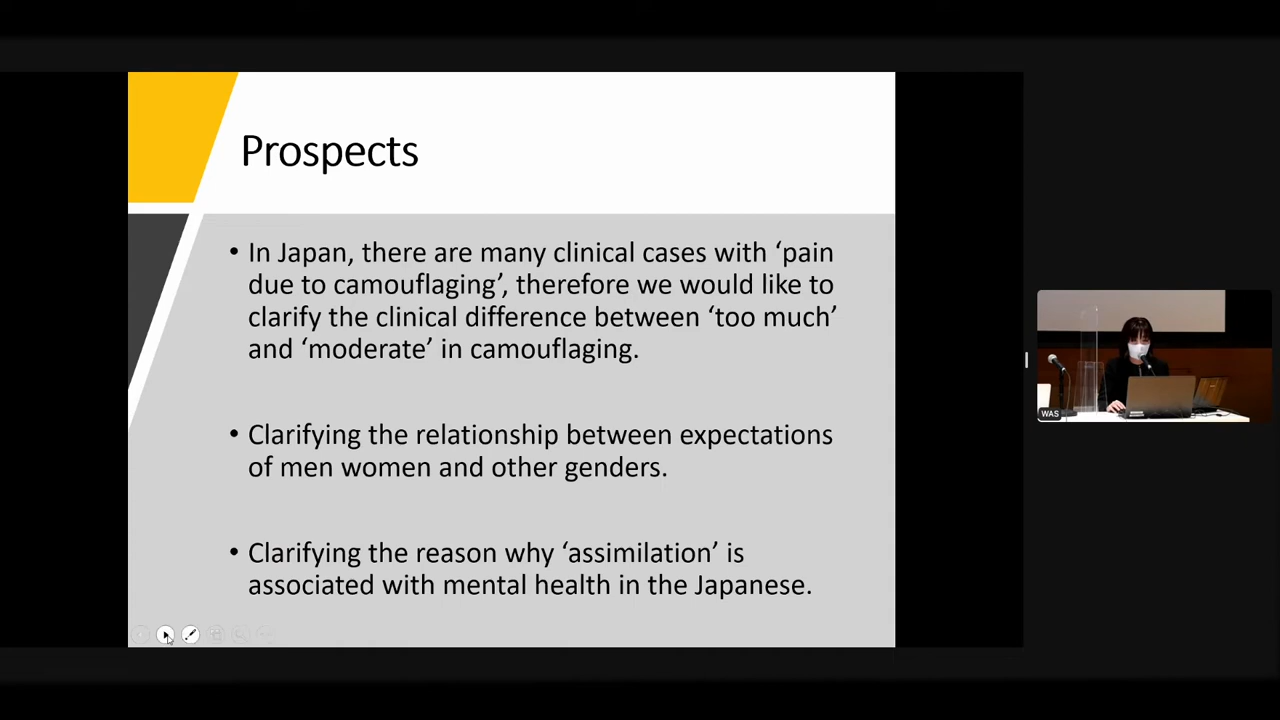 Prospects
• In Japan, there are many clinical cases with ‘pain
due to camouflaging’, therefore we would like to
clarify the clinical difference between ‘too much’
and ‘moderate’ in camouflaging.
• Clarifying the relationship between expectations
of men women and other genders.
• Clarifying the reason why ‘assimilation’ is
associated with mental health in the Japanese.
WAS